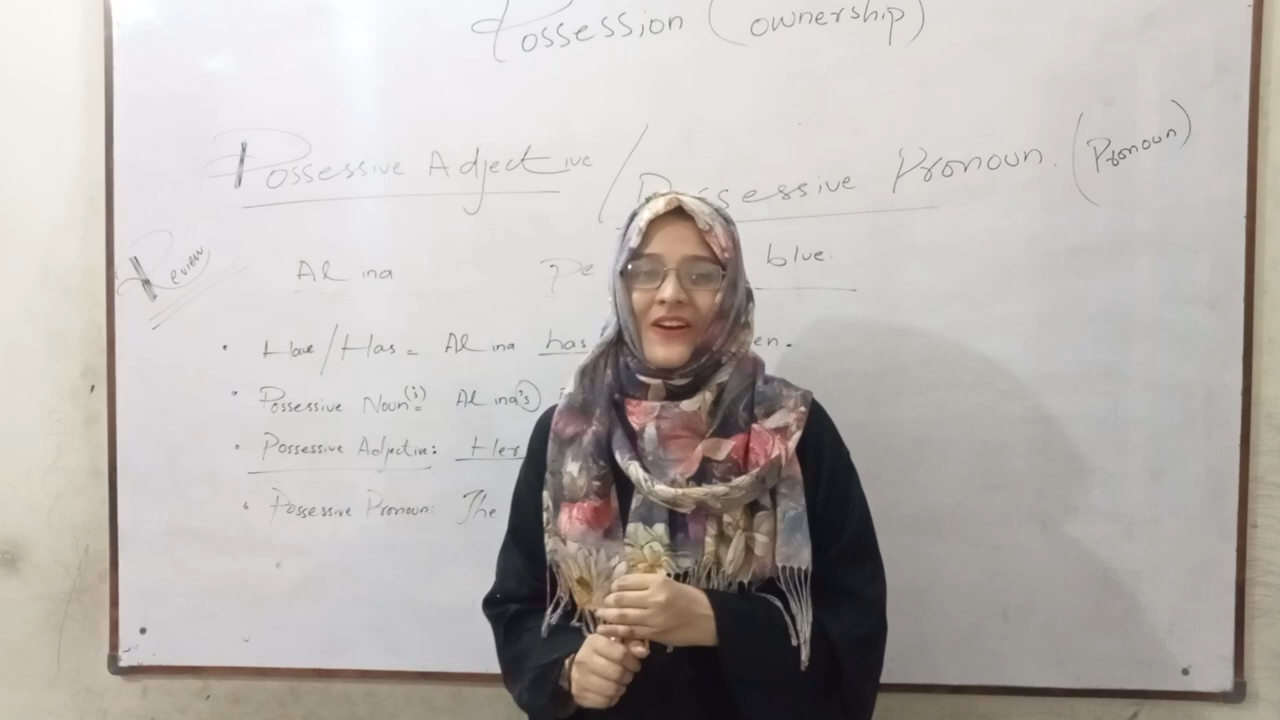 Possession (ownership)
Possessive Adjective / Possessive Pronoun. (Pronoun)
Review
Alina blue.
• Have/Has = Alina has en.
• Possessive Noun(s) = Alina's
• Possessive Adjective: Her
• Possessive Pronoun: The